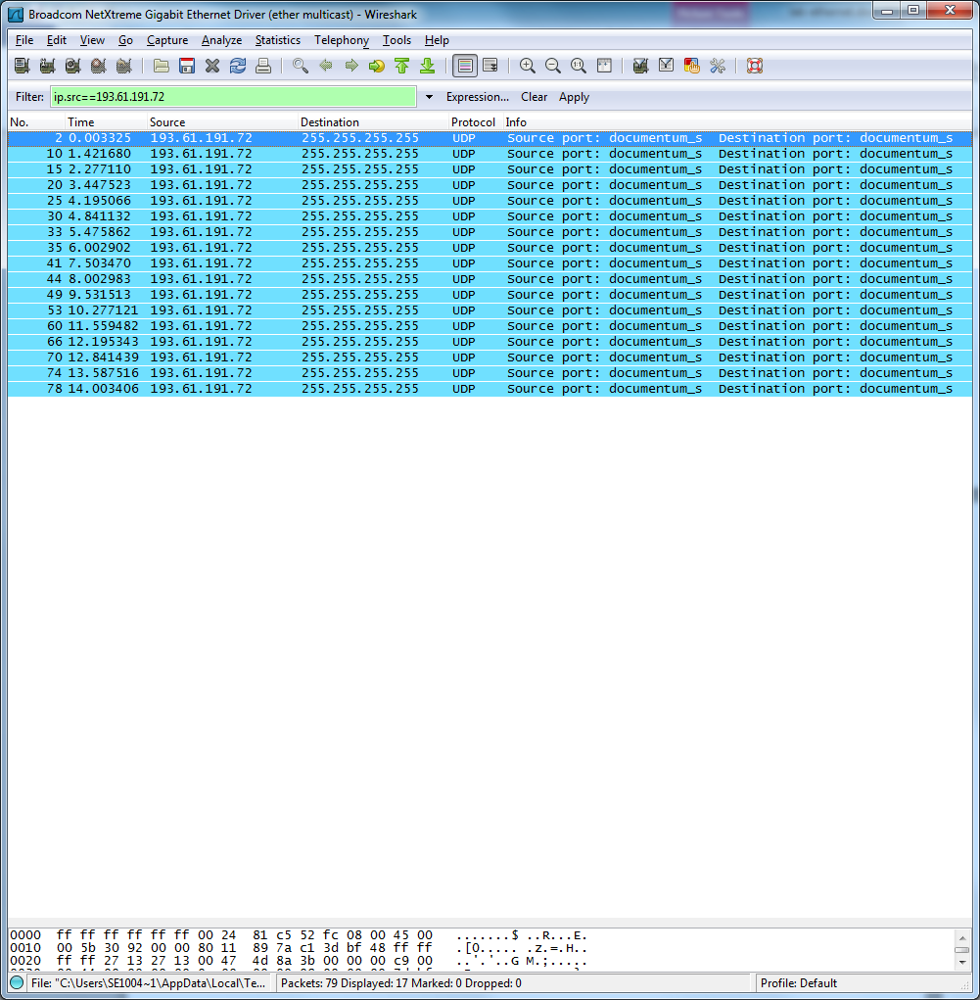 Broadcom NetXtreme Gigabit Ethernet Driver (ether multicast) - Wireshark
File Edit View Go Capture Analyze Statistics Telephony Tools Help
Filter: ip.src==193.61.191.72 Expression... Clear Apply
No. Time Source Destination Protocol Info
2 0.003325 193.61.191.72 255.255.255.255 UDP Source port: documentum_s Destination port: documentum_s
10 1.421680 193.61.191.72 255.255.255.255 UDP Source port: documentum_s Destination port: documentum_s
15 2.277110 193.61.191.72 255.255.255.255 UDP Source port: documentum_s Destination port: documentum_s
20 3.447523 193.61.191.72 255.255.255.255 UDP Source port: documentum_s Destination port: documentum_s
25 4.195066 193.61.191.72 255.255.255.255 UDP Source port: documentum_s Destination port: documentum_s
30 4.841132 193.61.191.72 255.255.255.255 UDP Source port: documentum_s Destination port: documentum_s
33 5.475862 193.61.191.72 255.255.255.255 UDP Source port: documentum_s Destination port: documentum_s
35 6.002902 193.61.191.72 255.255.255.255 UDP Source port: documentum_s Destination port: documentum_s
41 7.503470 193.61.191.72 255.255.255.255 UDP Source port: documentum_s Destination port: documentum_s
44 8.002983 193.61.191.72 255.255.255.255 UDP Source port: documentum_s Destination port: documentum_s
49 9.531513 193.61.191.72 255.255.255.255 UDP Source port: documentum_s Destination port: documentum_s
53 10.277121 193.61.191.72 255.255.255.255 UDP Source port: documentum_s Destination port: documentum_s
60 11.559482 193.61.191.72 255.255.255.255 UDP Source port: documentum_s Destination port: documentum_s
66 12.195343 193.61.191.72 255.255.255.255 UDP Source port: documentum_s Destination port: documentum_s
70 12.841439 193.61.191.72 255.255.255.255 UDP Source port: documentum_s Destination port: documentum_s
74 13.587516 193.61.191.72 255.255.255.255 UDP Source port: documentum_s Destination port: documentum_s
78 14.003406 193.61.191.72 255.255.255.255 UDP Source port: documentum_s Destination port: documentum_s
0000 ff ff ff ff ff ff 00 24 81 c5 52 fc 08 00 45 00 .......$ ..R...E.
0010 00 5b 30 92 00 00 80 11 89 7a c1 3d bf 48 ff ff .[0..... .z.=.H..
0020 ff ff 27 13 27 13 00 47 4d 8a 3b 00 00 00 c9 00 ..'.'..G M.;.....
File: "C:\Users\SE1004~1\AppData\Local\Te... Packets: 79 Displayed: 17 Marked: 0 Dropped: 0 Profile: Default